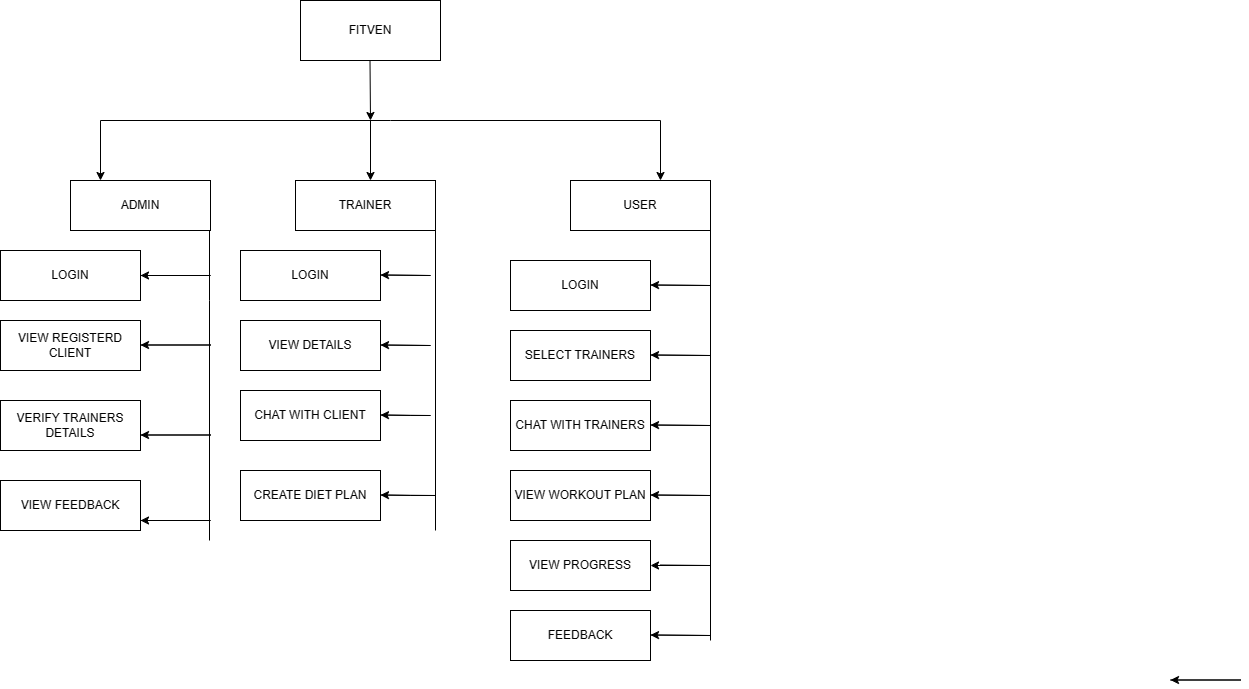 FITVEN
ADMIN
TRAINER
USER
LOGIN
VIEW REGISTERD
CLIENT
VERIFY TRAINERS
DETAILS
VIEW FEEDBACK
LOGIN
VIEW DETAILS
CHAT WITH CLIENT
CREATE DIET PLAN
LOGIN
SELECT TRAINERS
CHAT WITH TRAINERS
VIEW WORKOUT PLAN
VIEW PROGRESS
FEEDBACK